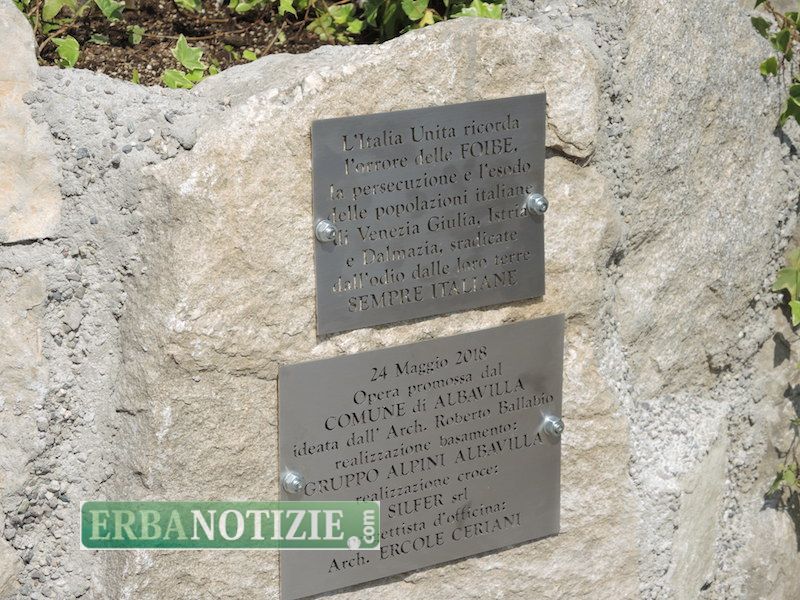 L'Italia Unita ricorda
l'orrore delle FOIBE,
la persecuzione e l'esodo
delle popolazioni italiane
di Venezia Giulia, Istria
e Dalmazia, sradicate
dall'odio dalle loro terre
SEMPRE ITALIANE
24 Maggio 2018
Opera promossa dal
COMUNE di ALBAVILLA
ideata dall' Arch. Roberto Ballabio
realizzazione basamento:
GRUPPO ALPINI ALBAVILLA
realizzazione croce:
SILFER srl
d'officina:
Arch. ERCOLE CERIANI
ERBANOTIZIE.com